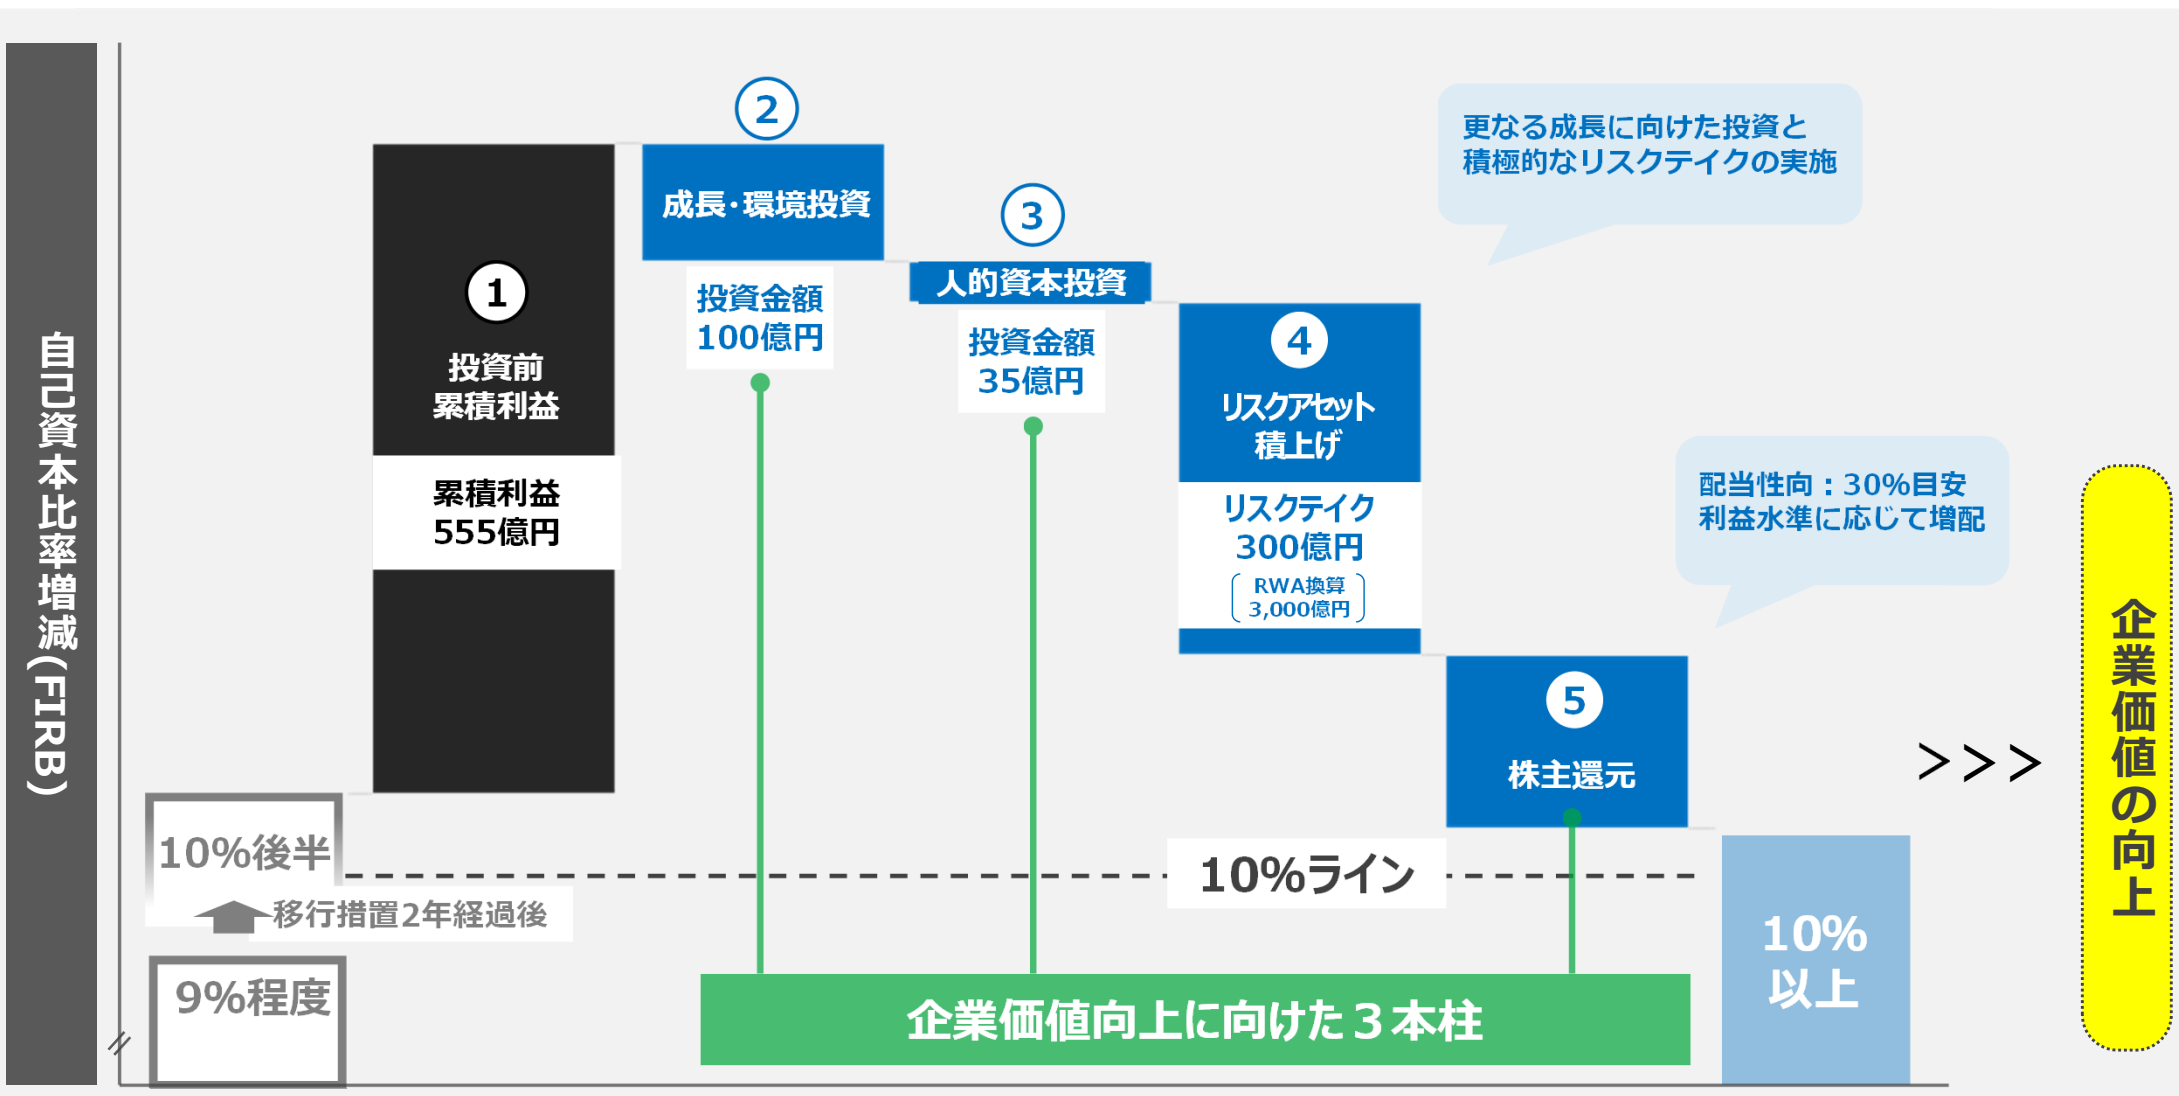 自己資本比率増減(FIRB)
②
成長・環境投資
投資金額
100億円
③
人的資本投資
投資金額
35億円
①
投資前
累積利益
累積利益
555億円
④
リスクアセット
積上げ
リスクテイク
300億円
RWA換算
3,000億円
更なる成長に向けた投資と
積極的なリスクテイクの実施
配当性向：30%目安
利益水準に応じて増配
⑤
株主還元
10%後半
10%ライン
移行措置2年経過後
9%程度
企業価値向上に向けた３本柱
10%
以上
>>>
企業価値の向上